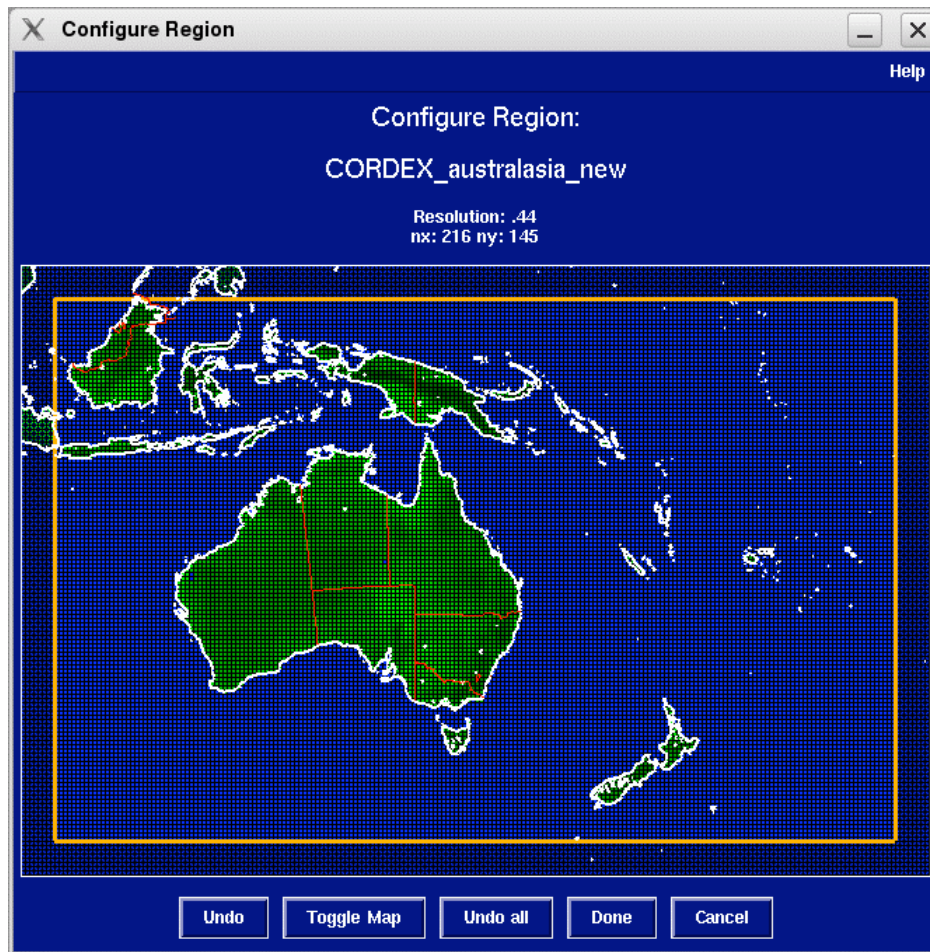 Configure Region
Help
Configure Region:
CORDEX_australasia_new
Resolution: .44
nx: 216 ny: 145
Undo
Toggle Map
Undo all
Done
Cancel